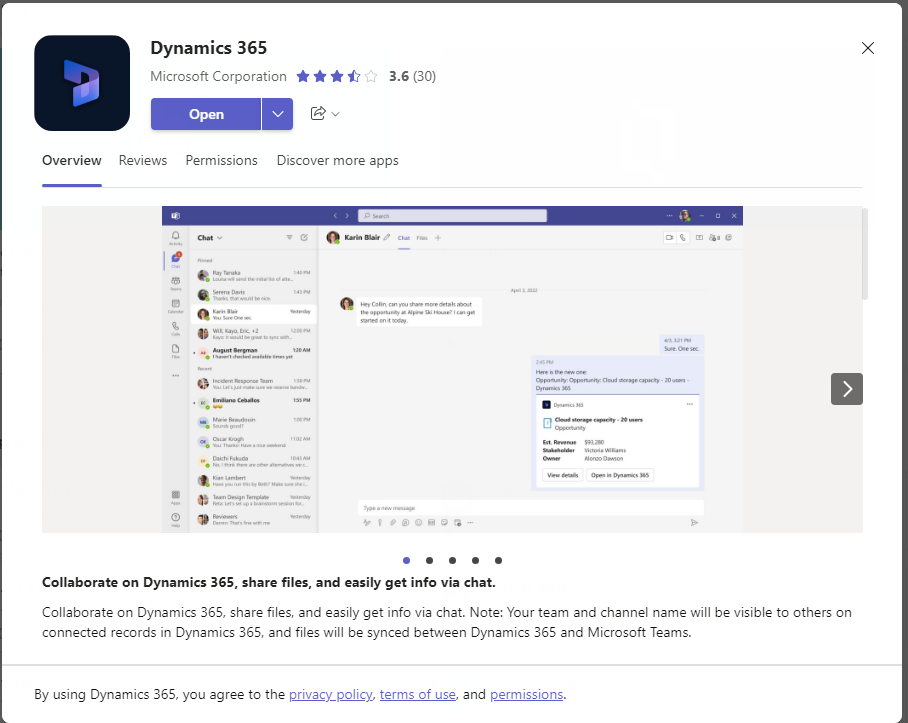 Dynamics 365
Microsoft Corporation 3.6 (30)
Open
Overview Reviews Permissions Discover more apps
Search
Activity
Chat
Teams
Calendar
Calls
Files
Apps
Help
Chat
Pinned
Ray Tanaka 1:40 PM
Louisa will send the initial list of atte...
Serena Davis 1:43 PM
Thanks, that would be nice.
Karin Blair Yesterday
You: Sure. One sec.
Will, Kayo, Eric, +2 12:08 PM
Kayo: It would be great to sync with...
August Bergman 1:20 AM
I haven't checked available times yet
Recent
Incident Response Team
You: Let's just make sure we reserve bandw...
Emiliano Ceballos 1:55 PM
Marie Beaudouin 1:00 PM
Sounds good?
Oscar Krogh 11:02 AM
You: Thanks! Have a nice weekend
Daichi Fukuda 10:43 AM
No, I think there are other alternatives we c...
Kian Lambert Yesterday
Have you run this by Beth? Make sure she i...
Team Design Template Yesterday
Reta: Let's set up a brainstorm session for...
Reviewers Yesterday
Darren: That's fine with me
Karin Blair Chat Files
April 3, 2022
Hey Collin, can you share more details about
the opportunity at Alpine Ski House? I can get
started on it today.
6/3, 3:21 PM
Sure. One sec.
2:45 PM
Here is the new one:
Opportunity: Opportunity: Cloud storage capacity - 20 users -
Dynamics 365
Dynamics 365
Cloud storage capacity - 20 users
Opportunity
Est. Revenue $93,280
Stakeholder Victoria Williams
Owner Alonzo Dawson
View details Open in Dynamics 365
Type a new message
Collaborate on Dynamics 365, share files, and easily get info via chat.
Collaborate on Dynamics 365, share files, and easily get info via chat. Note: Your team and channel name will be visible to others on
connected records in Dynamics 365, and files will be synced between Dynamics 365 and Microsoft Teams.
By using Dynamics 365, you agree to the privacy policy, terms of use, and permissions.